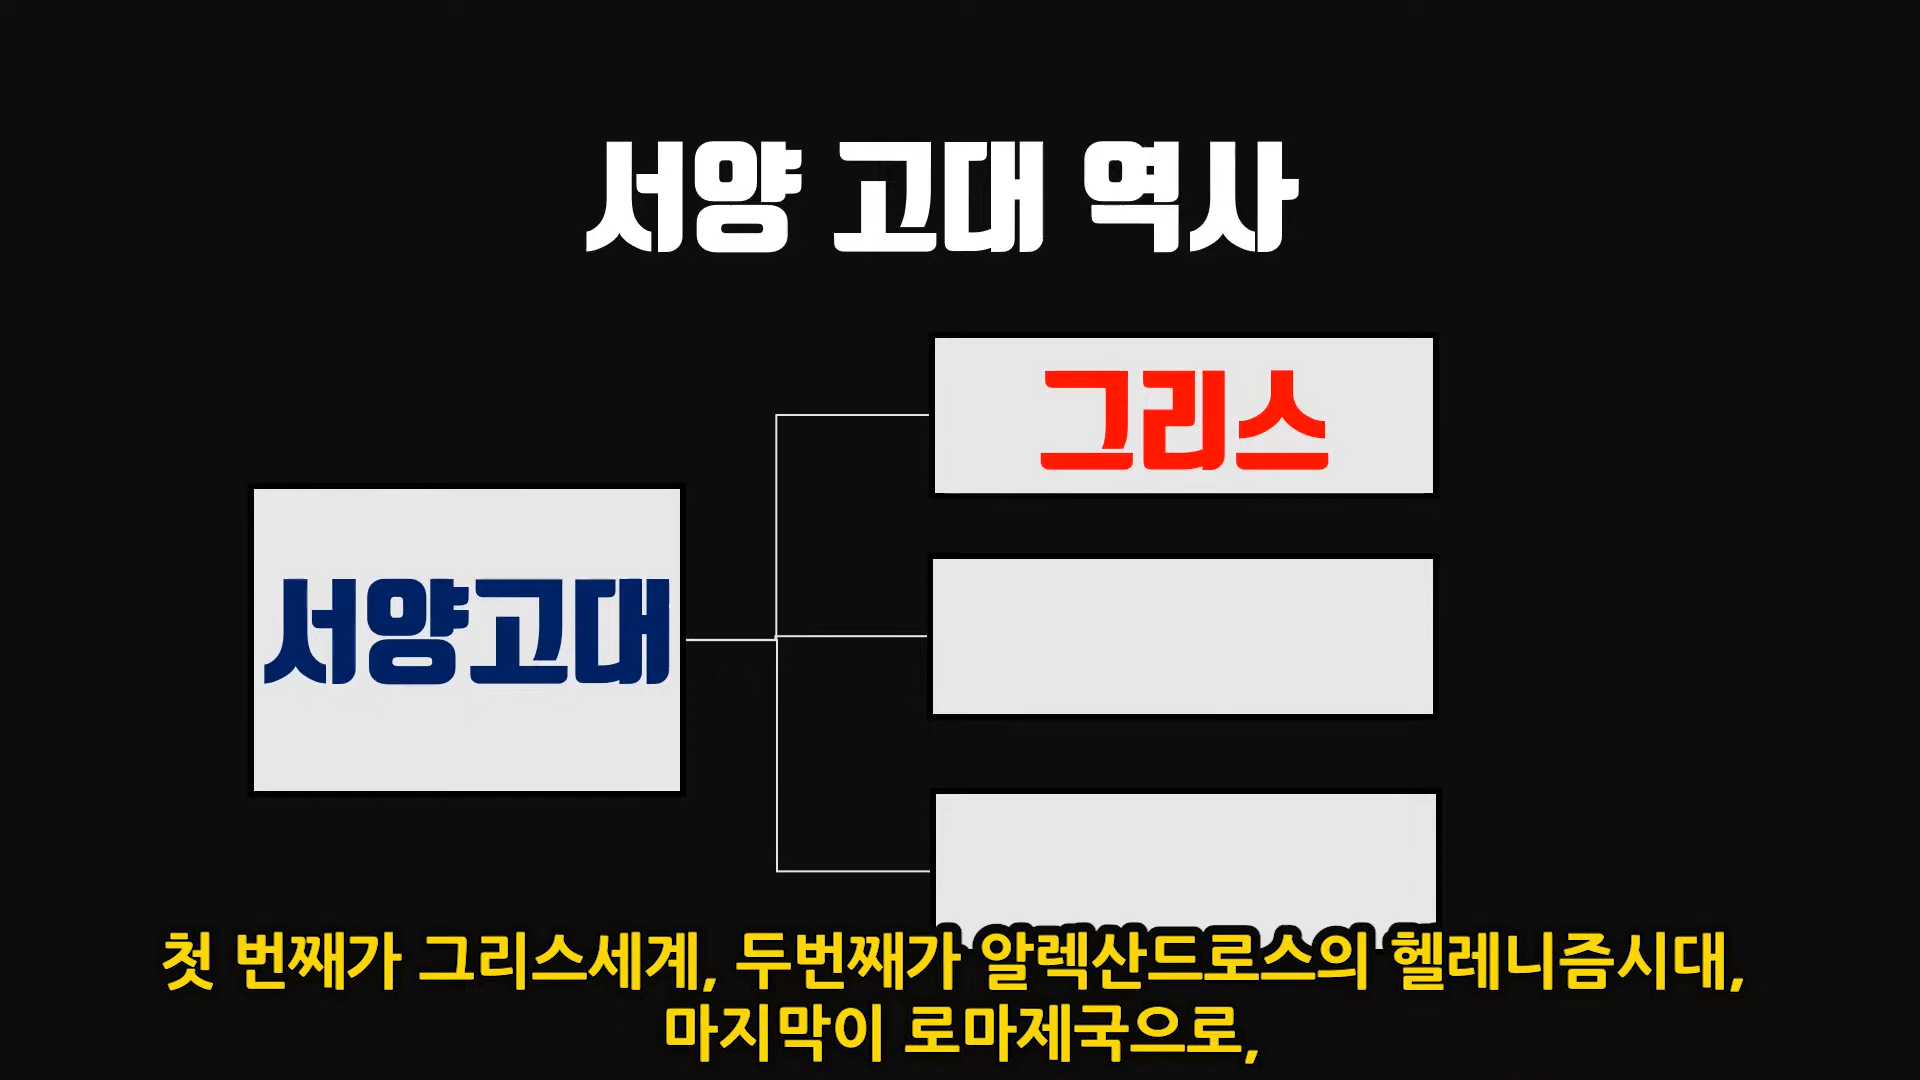 서양 고대 역사
그리스
서양고대
첫 번째가 그리스세계, 두번째가 알렉산드로스의 헬레니즘시대,
마지막이 로마제국으로,